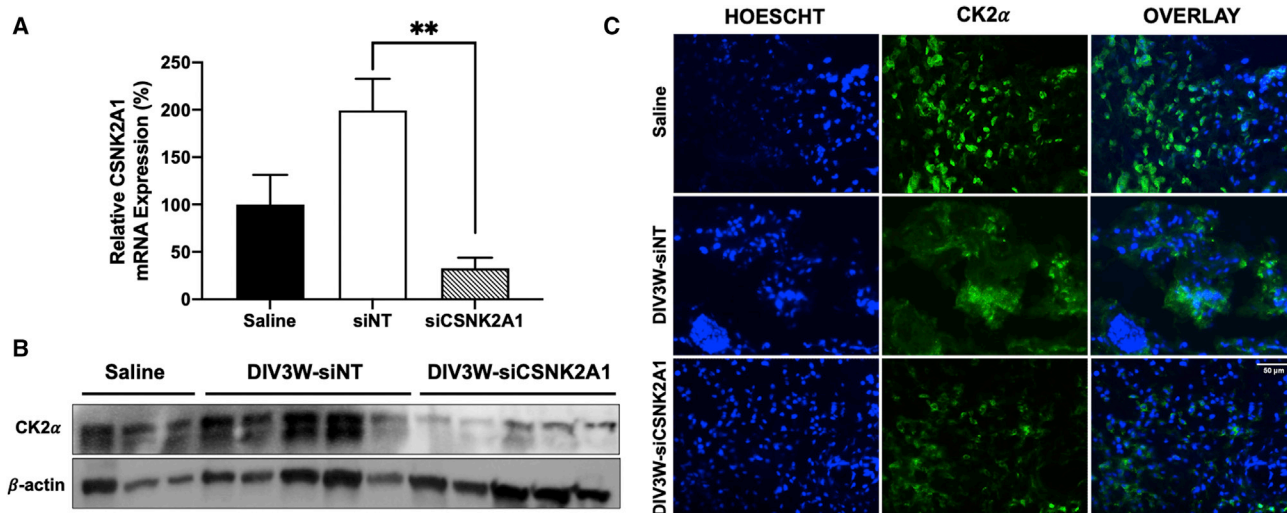 A
**
250
200
150
100
50
0
Relative CSNK2A1
mRNA Expression (%)
Saline siNT siCSNK2A1
B
Saline DIV3W-siNT DIV3W-siCSNK2A1
CK2α
β-actin
C
HOESCHT CK2α OVERLAY
Saline
DIV3W-siNT
DIV3W-siCSNK2A1
50 µm